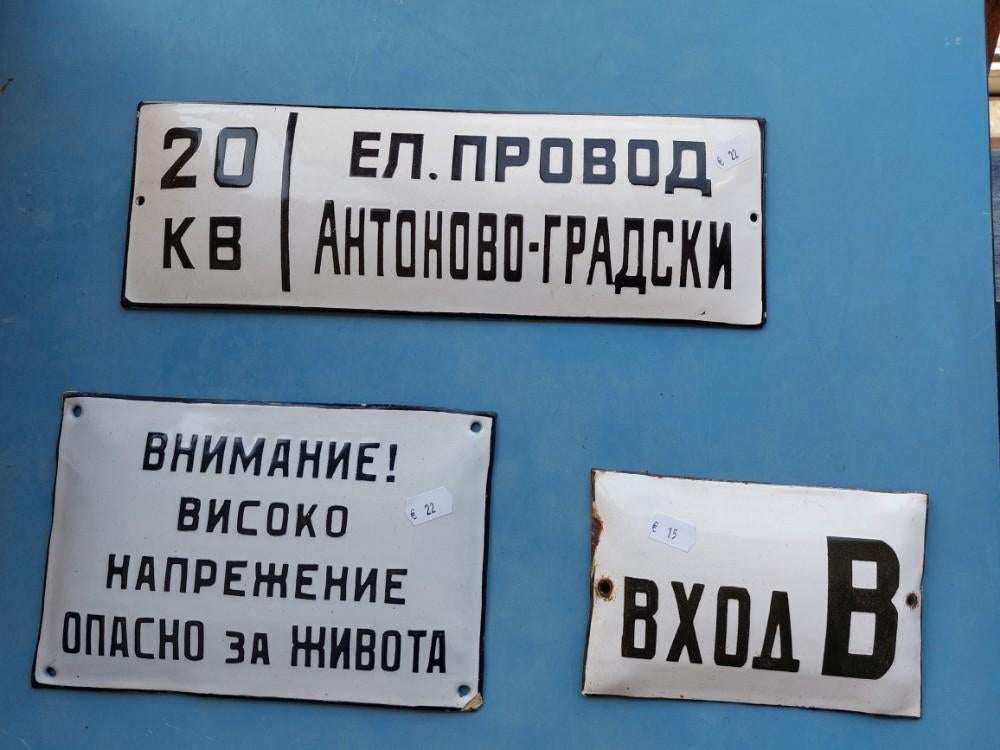 20 КВ
ЕЛ. ПРОВОД
АНТОНОВО-ГРАДСКИ
€ 22
ВНИМАНИЕ!
ВИСОКО
НАПРЕЖЕНИЕ
ОПАСНО ЗА ЖИВОТА
€ 22
€ 15
ВХОД В